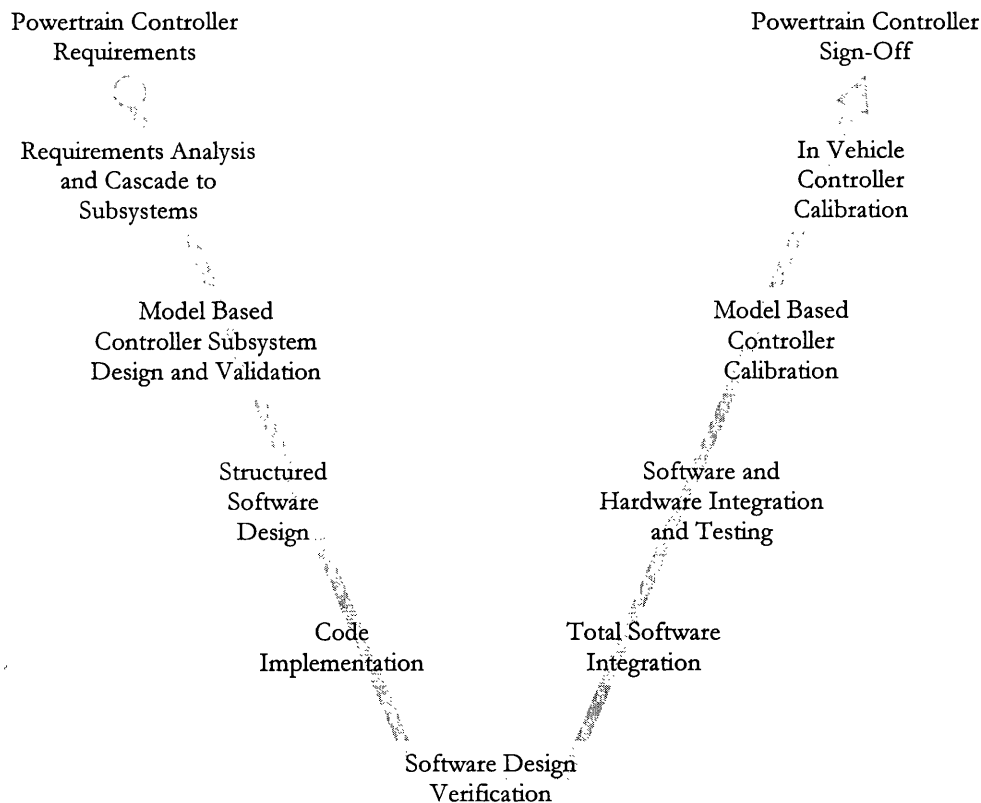 Powertrain Controller
Requirements
Requirements Analysis
and Cascade to
Subsystems
Model Based
Controller Subsystem
Design and Validation
Structured
Software
Design
Code
Implementation
Software Design
Verification
Total Software
Integration
Software and
Hardware Integration
and Testing
Model Based
Controller
Calibration
In Vehicle
Controller
Calibration
Powertrain Controller
Sign-Off